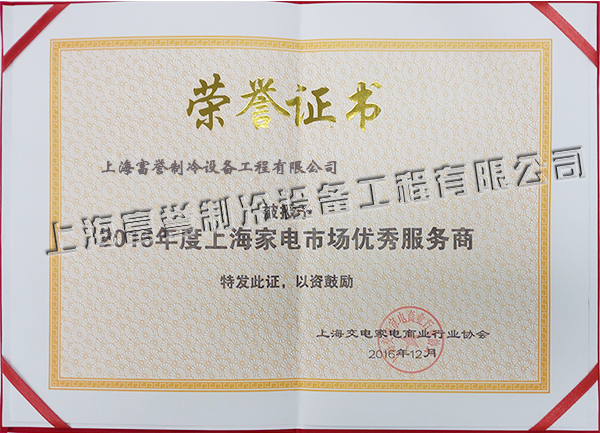 荣誉证书
上海富誉制冷设备工程有限公司
上海富誉制冷设备工程有限公司
2016年度上海家电市场优秀服务商
特发此证，以资鼓励
上海交电家电商业行业协会
2016年12月